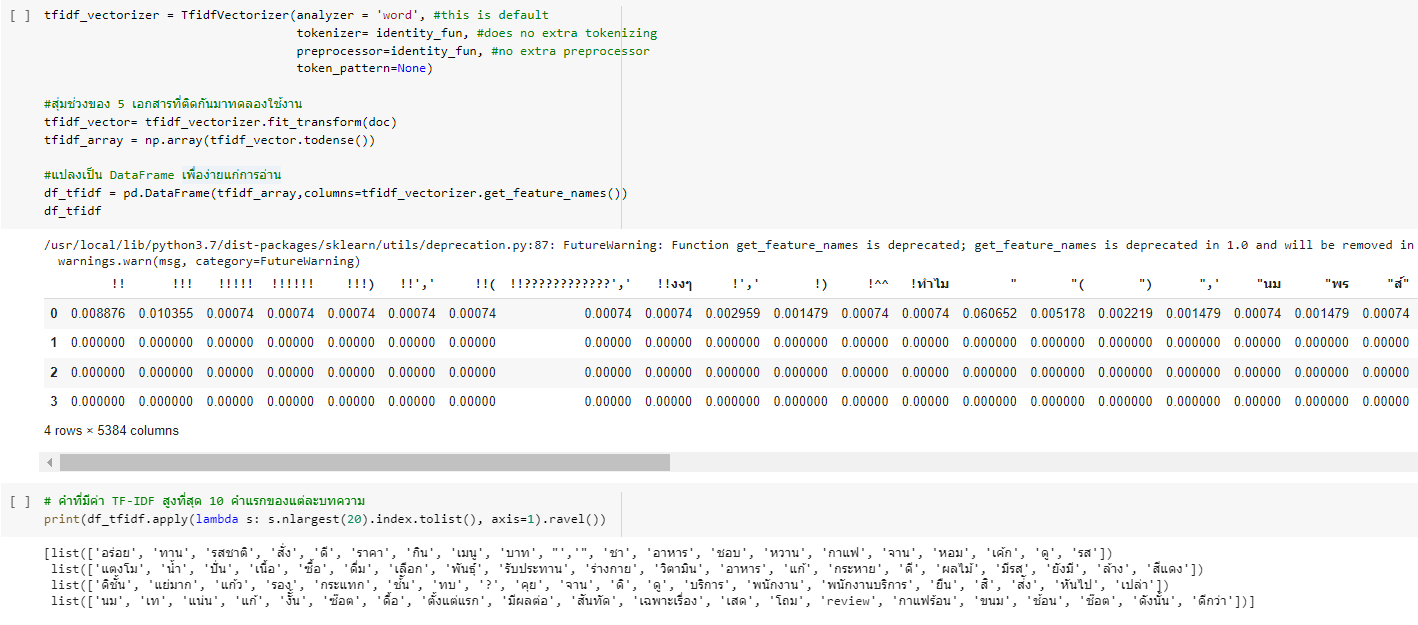 [ ] tfidf_vectorizer = TfidfVectorizer(analyzer = 'word', #this is default
tokenizer= identity_fun, #does no extra tokenizing
preprocessor=identity_fun, #no extra preprocessor
token_pattern=None)
#สุ่มช่วงของ 5 เอกสารที่ติดกันมาทดลองใช้งาน
tfidf_vector= tfidf_vectorizer.fit_transform(doc)
tfidf_array = np.array(tfidf_vector.todense())
#แปลงเป็น DataFrame เพื่อง่ายแก่การอ่าน
df_tfidf = pd.DataFrame(tfidf_array,columns=tfidf_vectorizer.get_feature_names())
df_tfidf
/usr/local/lib/python3.7/dist-packages/sklearn/utils/deprecation.py:87: FutureWarning: Function get_feature_names is deprecated; get_feature_names is deprecated in 1.0 and will be removed in
warnings.warn(msg, category=FutureWarning)
!! !!! !!!!! !!!!!! !!!) !!',' !!( !!?????????????',' !!งงๆ !',' !) !^^ !ทำไม " "( ") ",' "นม "พร "ส์"
0 0.008876 0.010355 0.00074 0.00074 0.00074 0.00074 0.00074 0.00074 0.00074 0.002959 0.001479 0.00074 0.00074 0.060652 0.005178 0.002219 0.001479 0.00074 0.001479 0.00074
1 0.000000 0.000000 0.00000 0.00000 0.00000 0.00000 0.00000 0.00000 0.00000 0.000000 0.000000 0.00000 0.00000 0.000000 0.000000 0.000000 0.000000 0.00000 0.000000 0.00000
2 0.000000 0.000000 0.00000 0.00000 0.00000 0.00000 0.00000 0.00000 0.00000 0.000000 0.000000 0.00000 0.00000 0.000000 0.000000 0.000000 0.000000 0.00000 0.000000 0.00000
3 0.000000 0.000000 0.00000 0.00000 0.00000 0.00000 0.00000 0.00000 0.00000 0.000000 0.000000 0.00000 0.00000 0.000000 0.000000 0.000000 0.000000 0.00000 0.000000 0.00000
4 rows × 5384 columns
[ ] # คำที่มีค่า TF-IDF สูงที่สุด 10 คำแรกของแต่ละบทความ
print(df_tfidf.apply(lambda s: s.nlargest(20).index.tolist(), axis=1).ravel())
[list(['อร่อย', 'ทาน', 'รสชาติ', 'สั่ง', 'ดี', 'ราคา', 'กิน', 'เมนู', 'บาท', "','", 'ชา', 'อาหาร', 'ชอบ', 'หวาน', 'กาแฟ', 'จาน', 'หอม', 'เค้ก', 'ดู', 'รส'])
list(['แตงโม', 'น้ำ', 'ปั่น', 'เนื้อ', 'ซื้อ', 'ดื่ม', 'เลือก', 'พันธุ์', 'รับประทาน', 'ร่างกาย', 'วิตามิน', 'อาหาร', 'แก้', 'กระหาย', 'ดี', 'ผลไม้', 'มีรส', 'ยังมี', 'ล้าง', 'สีแดง'])
list(['ดิชั้น', 'แย่มาก', 'แก้ว', 'รอง', 'กระแทก', 'ชั้น', 'ทบ', '?', 'คุย', 'จาน', 'ดี', 'ดู', 'บริการ', 'พนักงาน', 'พนักงานบริการ', 'ยืน', 'สิ', 'ส่ง', 'หันไป', 'เปล่า'])
list(['นม', 'เท', 'แน่น', 'แก้', 'งั้น', 'ช๊อต', 'ดื้อ', 'ตั้งแต่แรก', 'มีผลต่อ', 'สันทัด', 'เฉพาะเรื่อง', 'เสด', 'โถม', 'review', 'กาแฟร้อน', 'ขนม', 'ช้อน', 'ช๊อต', 'ดังนั้น', 'ดีกว่า'])]